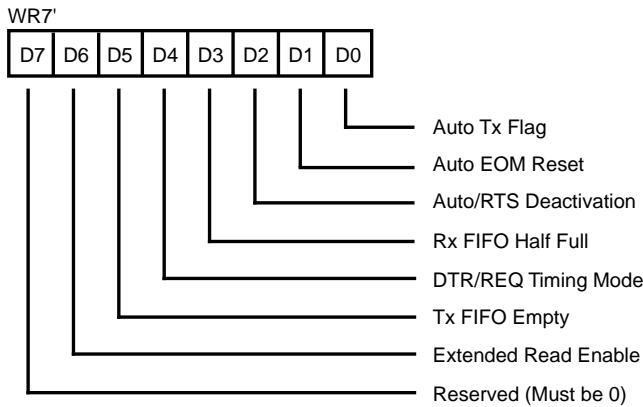 WR7'
D7 D6 D5 D4 D3 D2 D1 D0
Auto Tx Flag
Auto EOM Reset
Auto/RTS Deactivation
Rx FIFO Half Full
DTR/REQ Timing Mode
Tx FIFO Empty
Extended Read Enable
Reserved (Must be 0)